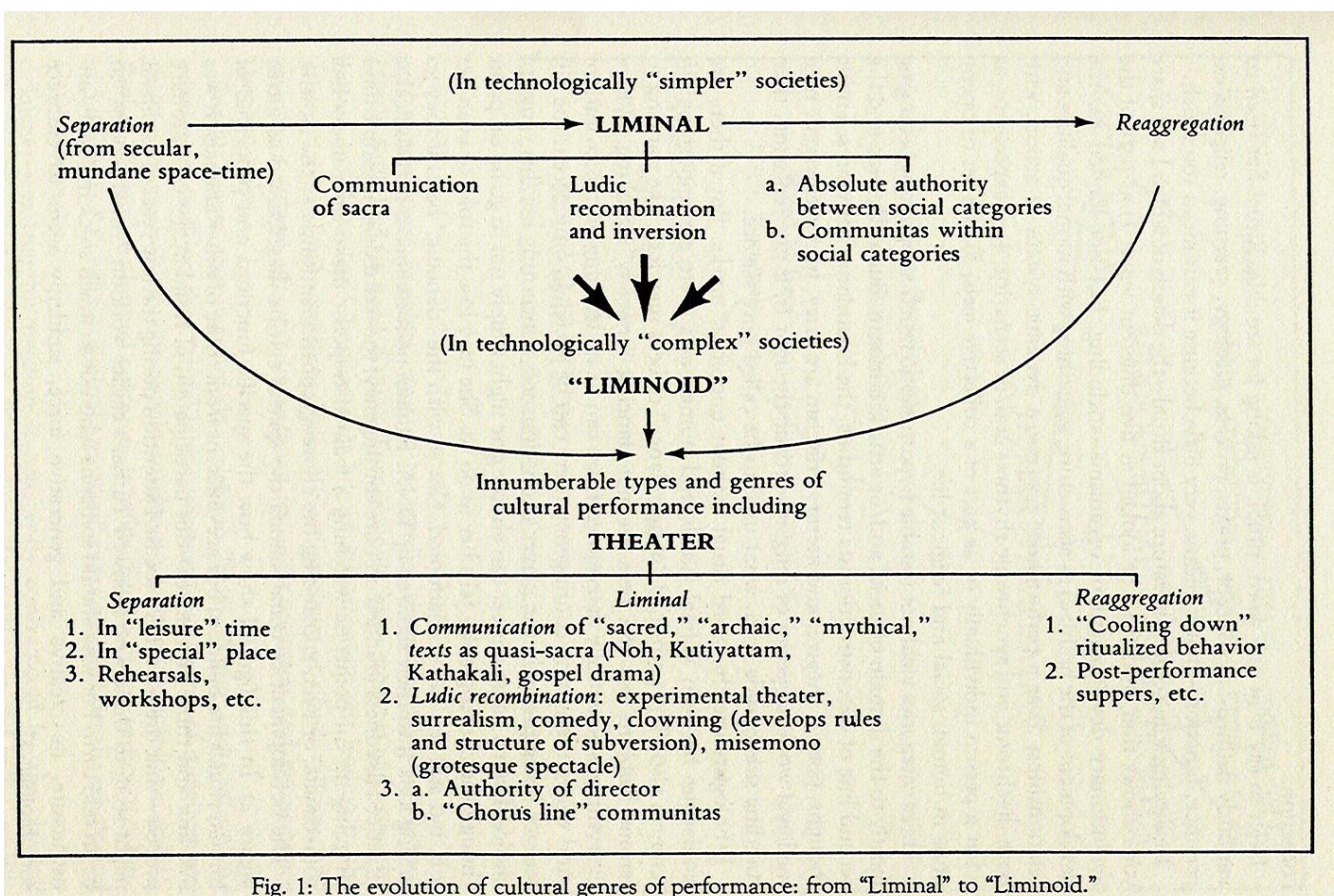 (In technologically “simpler” societies)
Separation
(from secular,
mundane space-time)
LIMINAL
Reaggregation
Communication
of sacra
Ludic
recombination
and inversion
a. Absolute authority
between social categories
b. Communitas within
social categories
(In technologically “complex” societies)
“LIMINOID”
Innumberable types and genres of
cultural performance including
THEATER
Separation
1. In “leisure” time
2. In “special” place
3. Rehearsals,
workshops, etc.
Liminal
1. Communication of “sacred,” “archaic,” “mythical,”
texts as quasi-sacra (Noh, Kutiyattam,
Kathakali, gospel drama)
2. Ludic recombination: experimental theater,
surrealism, comedy, clowning (develops rules
and structure of subversion), misemono
(grotesque spectacle)
3. a. Authority of director
b. “Chorus line” communitas
Reaggregation
1. “Cooling down”
ritualized behavior
2. Post-performance
suppers, etc.
Fig. 1: The evolution of cultural genres of performance: from “Liminal” to “Liminoid.”